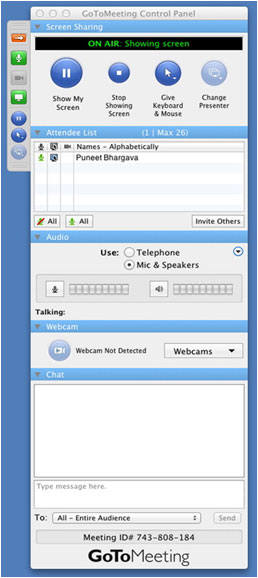 GoToMeeting Control Panel
Screen Sharing
ON AIR: Showing screen
Show My
Screen
Stop
Showing
Screen
Give
Keyboard
& Mouse
Change
Presenter
Attendee List (1 | Max 26)
Names - Alphabetically
Puneet Bhargava
All
All
Invite Others
Audio
Use: Telephone
Mic & Speakers
Talking:
Webcam
Webcam Not Detected
Webcams
Chat
Type message here.
To: All - Entire Audience
Send
Meeting ID# 743-808-184
GoToMeeting